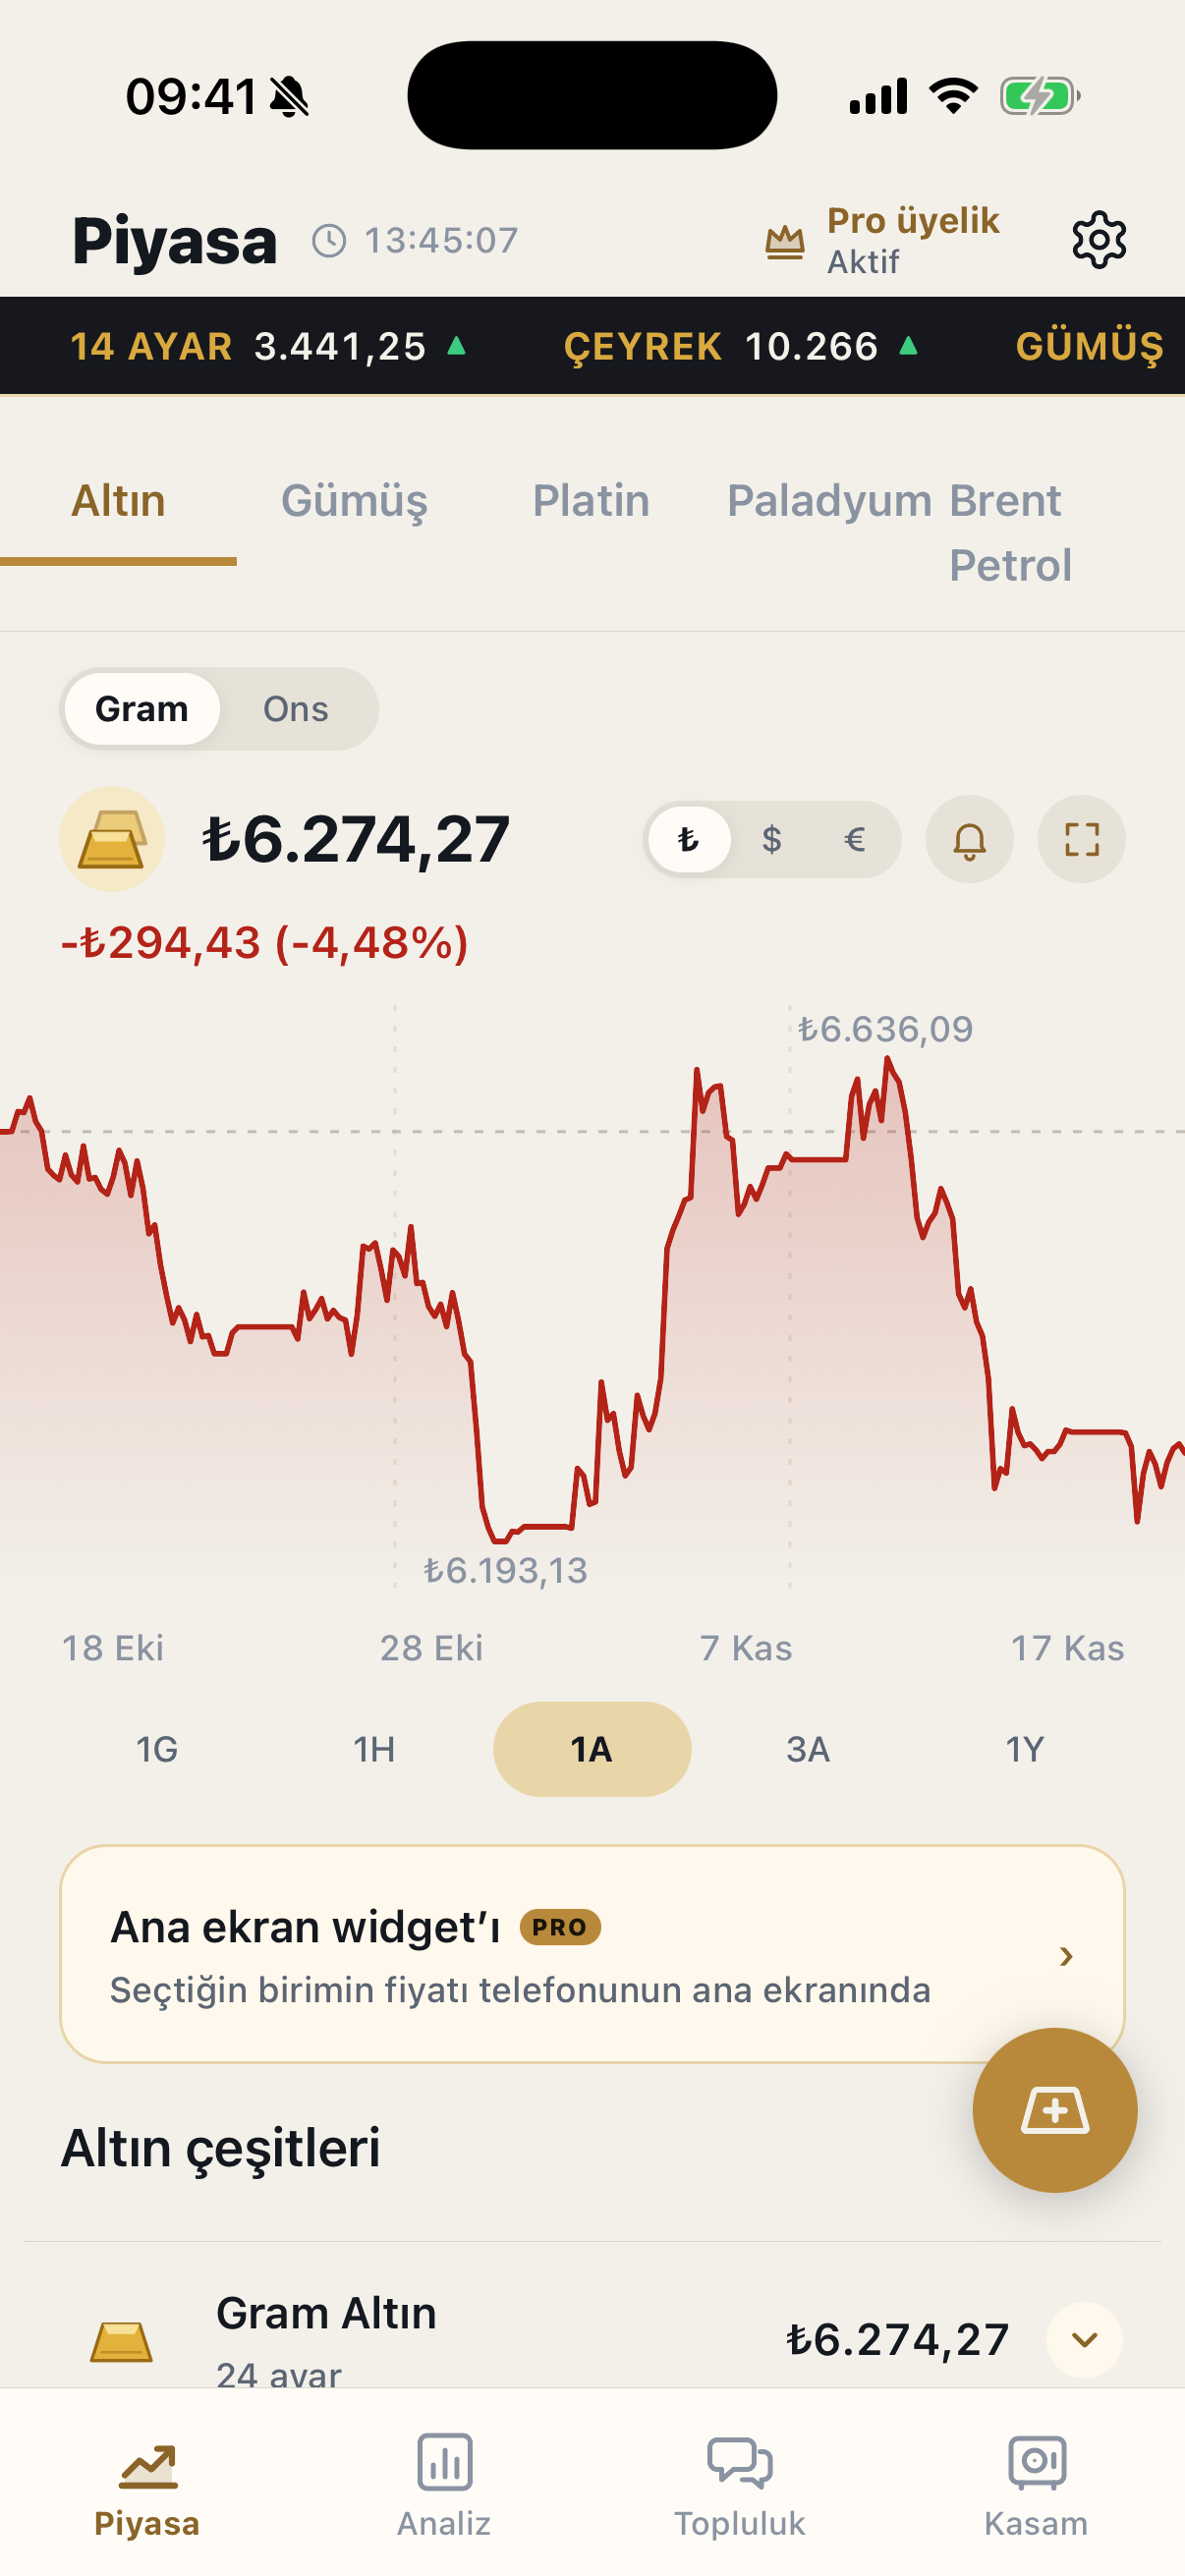 09:41
Piyasa 13:45:07 Pro üyelik
Aktif
14 AYAR 3.441,25 ▲ ÇEYREK 10.266 ▲ GÜMÜŞ
Altın Gümüş Platin Paladyum Brent
Petrol
Gram Ons
₺6.274,27 ₺ $ €
-₺294,43 (-4,48%)
₺6.636,09
₺6.193,13
18 Eki 28 Eki 7 Kas 17 Kas
1G 1H 1A 3A 1Y
Ana ekran widget’ı PRO
Seçtiğin birimin fiyatı telefonunun ana ekranında
Altın çeşitleri
Gram Altın
₺6.274,27
24 ayar
Piyasa Analiz Topluluk Kasam